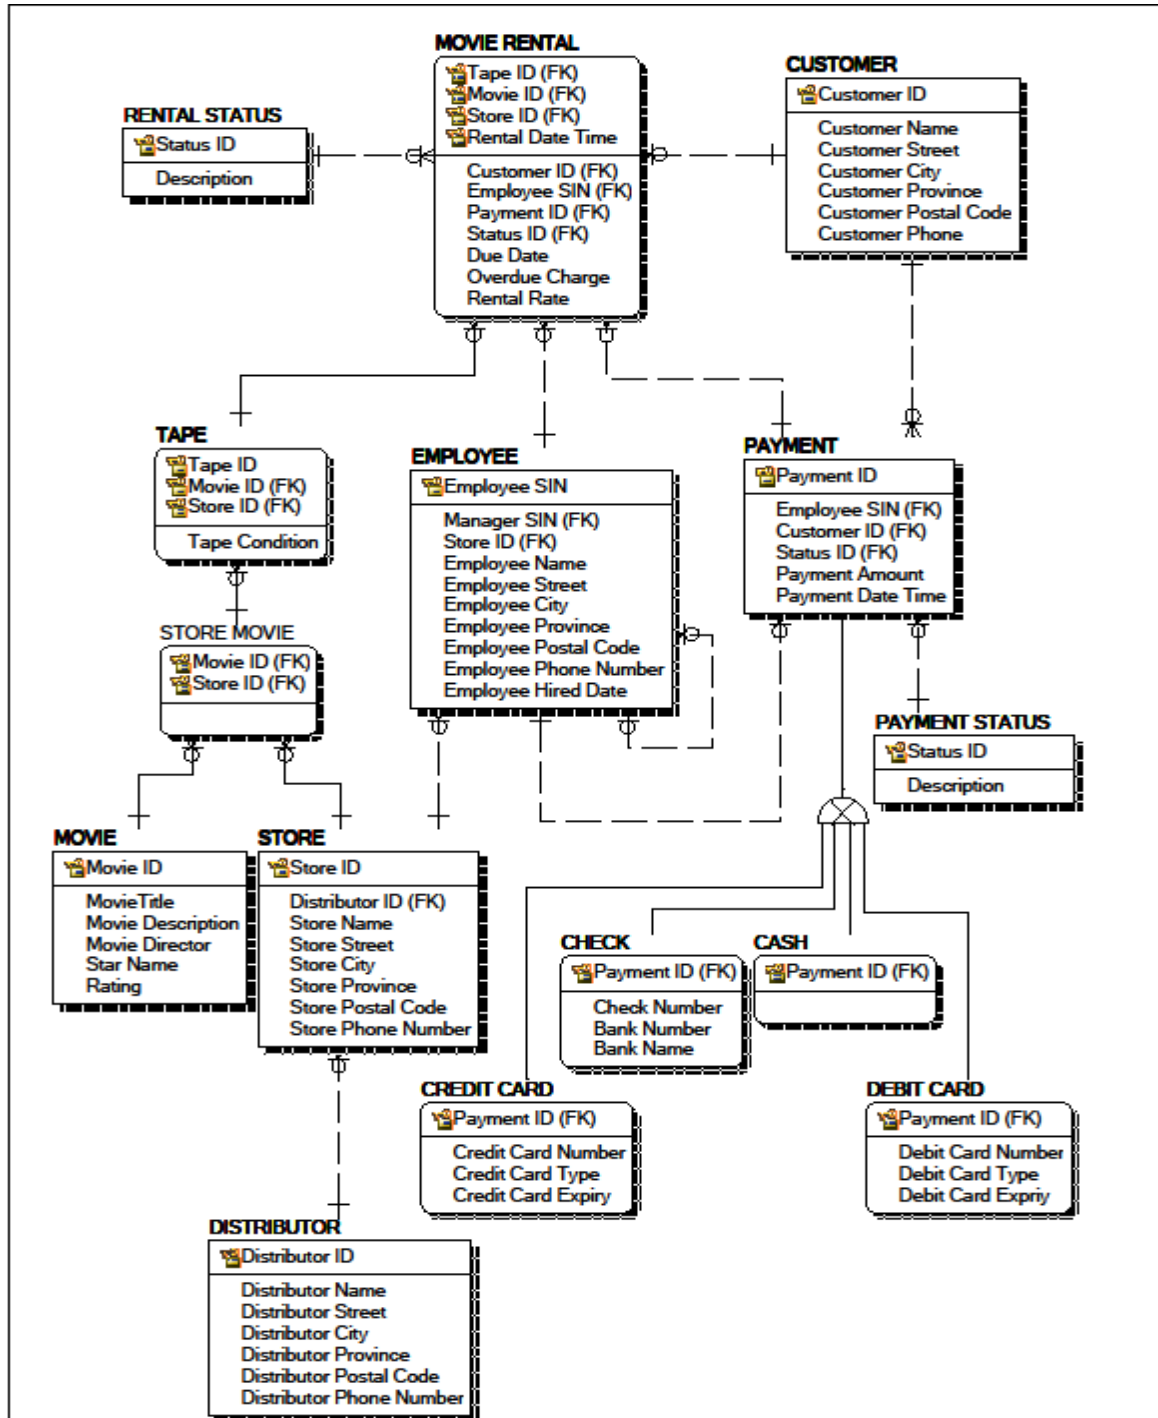 MOVIE RENTAL
Tape ID (FK)
Movie ID (FK)
Store ID (FK)
Rental Date Time
Customer ID (FK)
Employee SIN (FK)
Payment ID (FK)
Status ID (FK)
Due Date
Overdue Charge
Rental Rate
CUSTOMER
Customer ID
Customer Name
Customer Street
Customer City
Customer Province
Customer Postal Code
Customer Phone
RENTAL STATUS
Status ID
Description
TAPE
Tape ID
Movie ID (FK)
Store ID (FK)
Tape Condition
EMPLOYEE
Employee SIN
Manager SIN (FK)
Store ID (FK)
Employee Name
Employee Street
Employee City
Employee Province
Employee Postal Code
Employee Phone Number
Employee Hired Date
PAYMENT
Payment ID
Employee SIN (FK)
Customer ID (FK)
Status ID (FK)
Payment Amount
Payment Date Time
STORE MOVIE
Movie ID (FK)
Store ID (FK)
PAYMENT STATUS
Status ID
Description
MOVIE
Movie ID
MovieTitle
Movie Description
Movie Director
Star Name
Rating
STORE
Store ID
Distributor ID (FK)
Store Name
Store Street
Store City
Store Province
Store Postal Code
Store Phone Number
CHECK
Payment ID (FK)
Check Number
Bank Number
Bank Name
CASH
Payment ID (FK)
CREDIT CARD
Payment ID (FK)
Credit Card Number
Credit Card Type
Credit Card Expiry
DEBIT CARD
Payment ID (FK)
Debit Card Number
Debit Card Type
Debit Card Expriy
DISTRIBUTOR
Distributor ID
Distributor Name
Distributor Street
Distributor City
Distributor Province
Distributor Postal Code
Distributor Phone Number